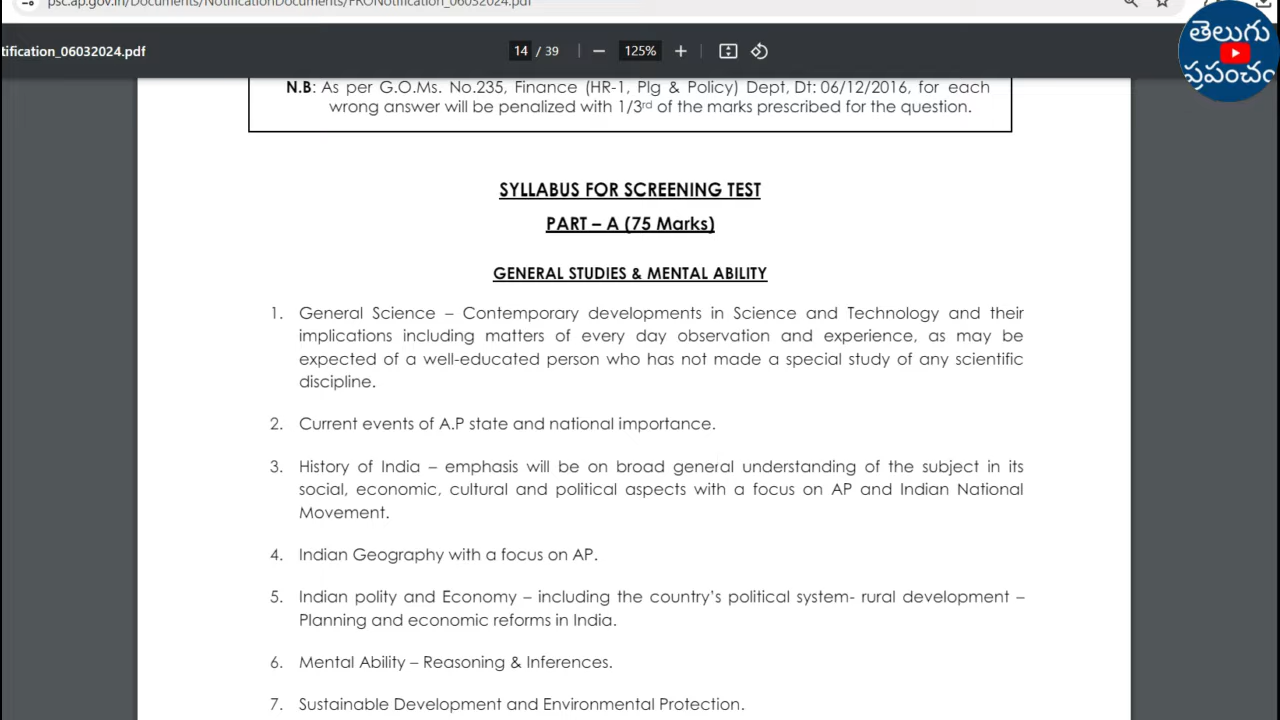 psc.ap.gov.in/Documents/NotificationDocuments/FRONotification_06032024.pdf
తెలుగు
ప్రపంచం
tification_06032024.pdf
14 / 39
125%
N.B: As per G.O.Ms. No.235, Finance (HR-1, Plg & Policy) Dept, Dt: 06/12/2016, for each
wrong answer will be penalized with 1/3rd of the marks prescribed for the question.
SYLLABUS FOR SCREENING TEST
PART – A (75 Marks)
GENERAL STUDIES & MENTAL ABILITY
1. General Science – Contemporary developments in Science and Technology and their
implications including matters of every day observation and experience, as may be
expected of a well-educated person who has not made a special study of any scientific
discipline.
2. Current events of A.P state and national importance.
3. History of India – emphasis will be on broad general understanding of the subject in its
social, economic, cultural and political aspects with a focus on AP and Indian National
Movement.
4. Indian Geography with a focus on AP.
5. Indian polity and Economy – including the country's political system- rural development –
Planning and economic reforms in India.
6. Mental Ability – Reasoning & Inferences.
7. Sustainable Development and Environmental Protection.